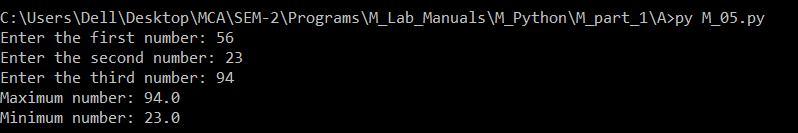 C:\Users\Dell\Desktop\MCA\SEM-2\Programs\M_Lab_Manuals\M_Python\M_part_1\A>py M_05.py
Enter the first number: 56
Enter the second number: 23
Enter the third number: 94
Maximum number: 94.0
Minimum number: 23.0